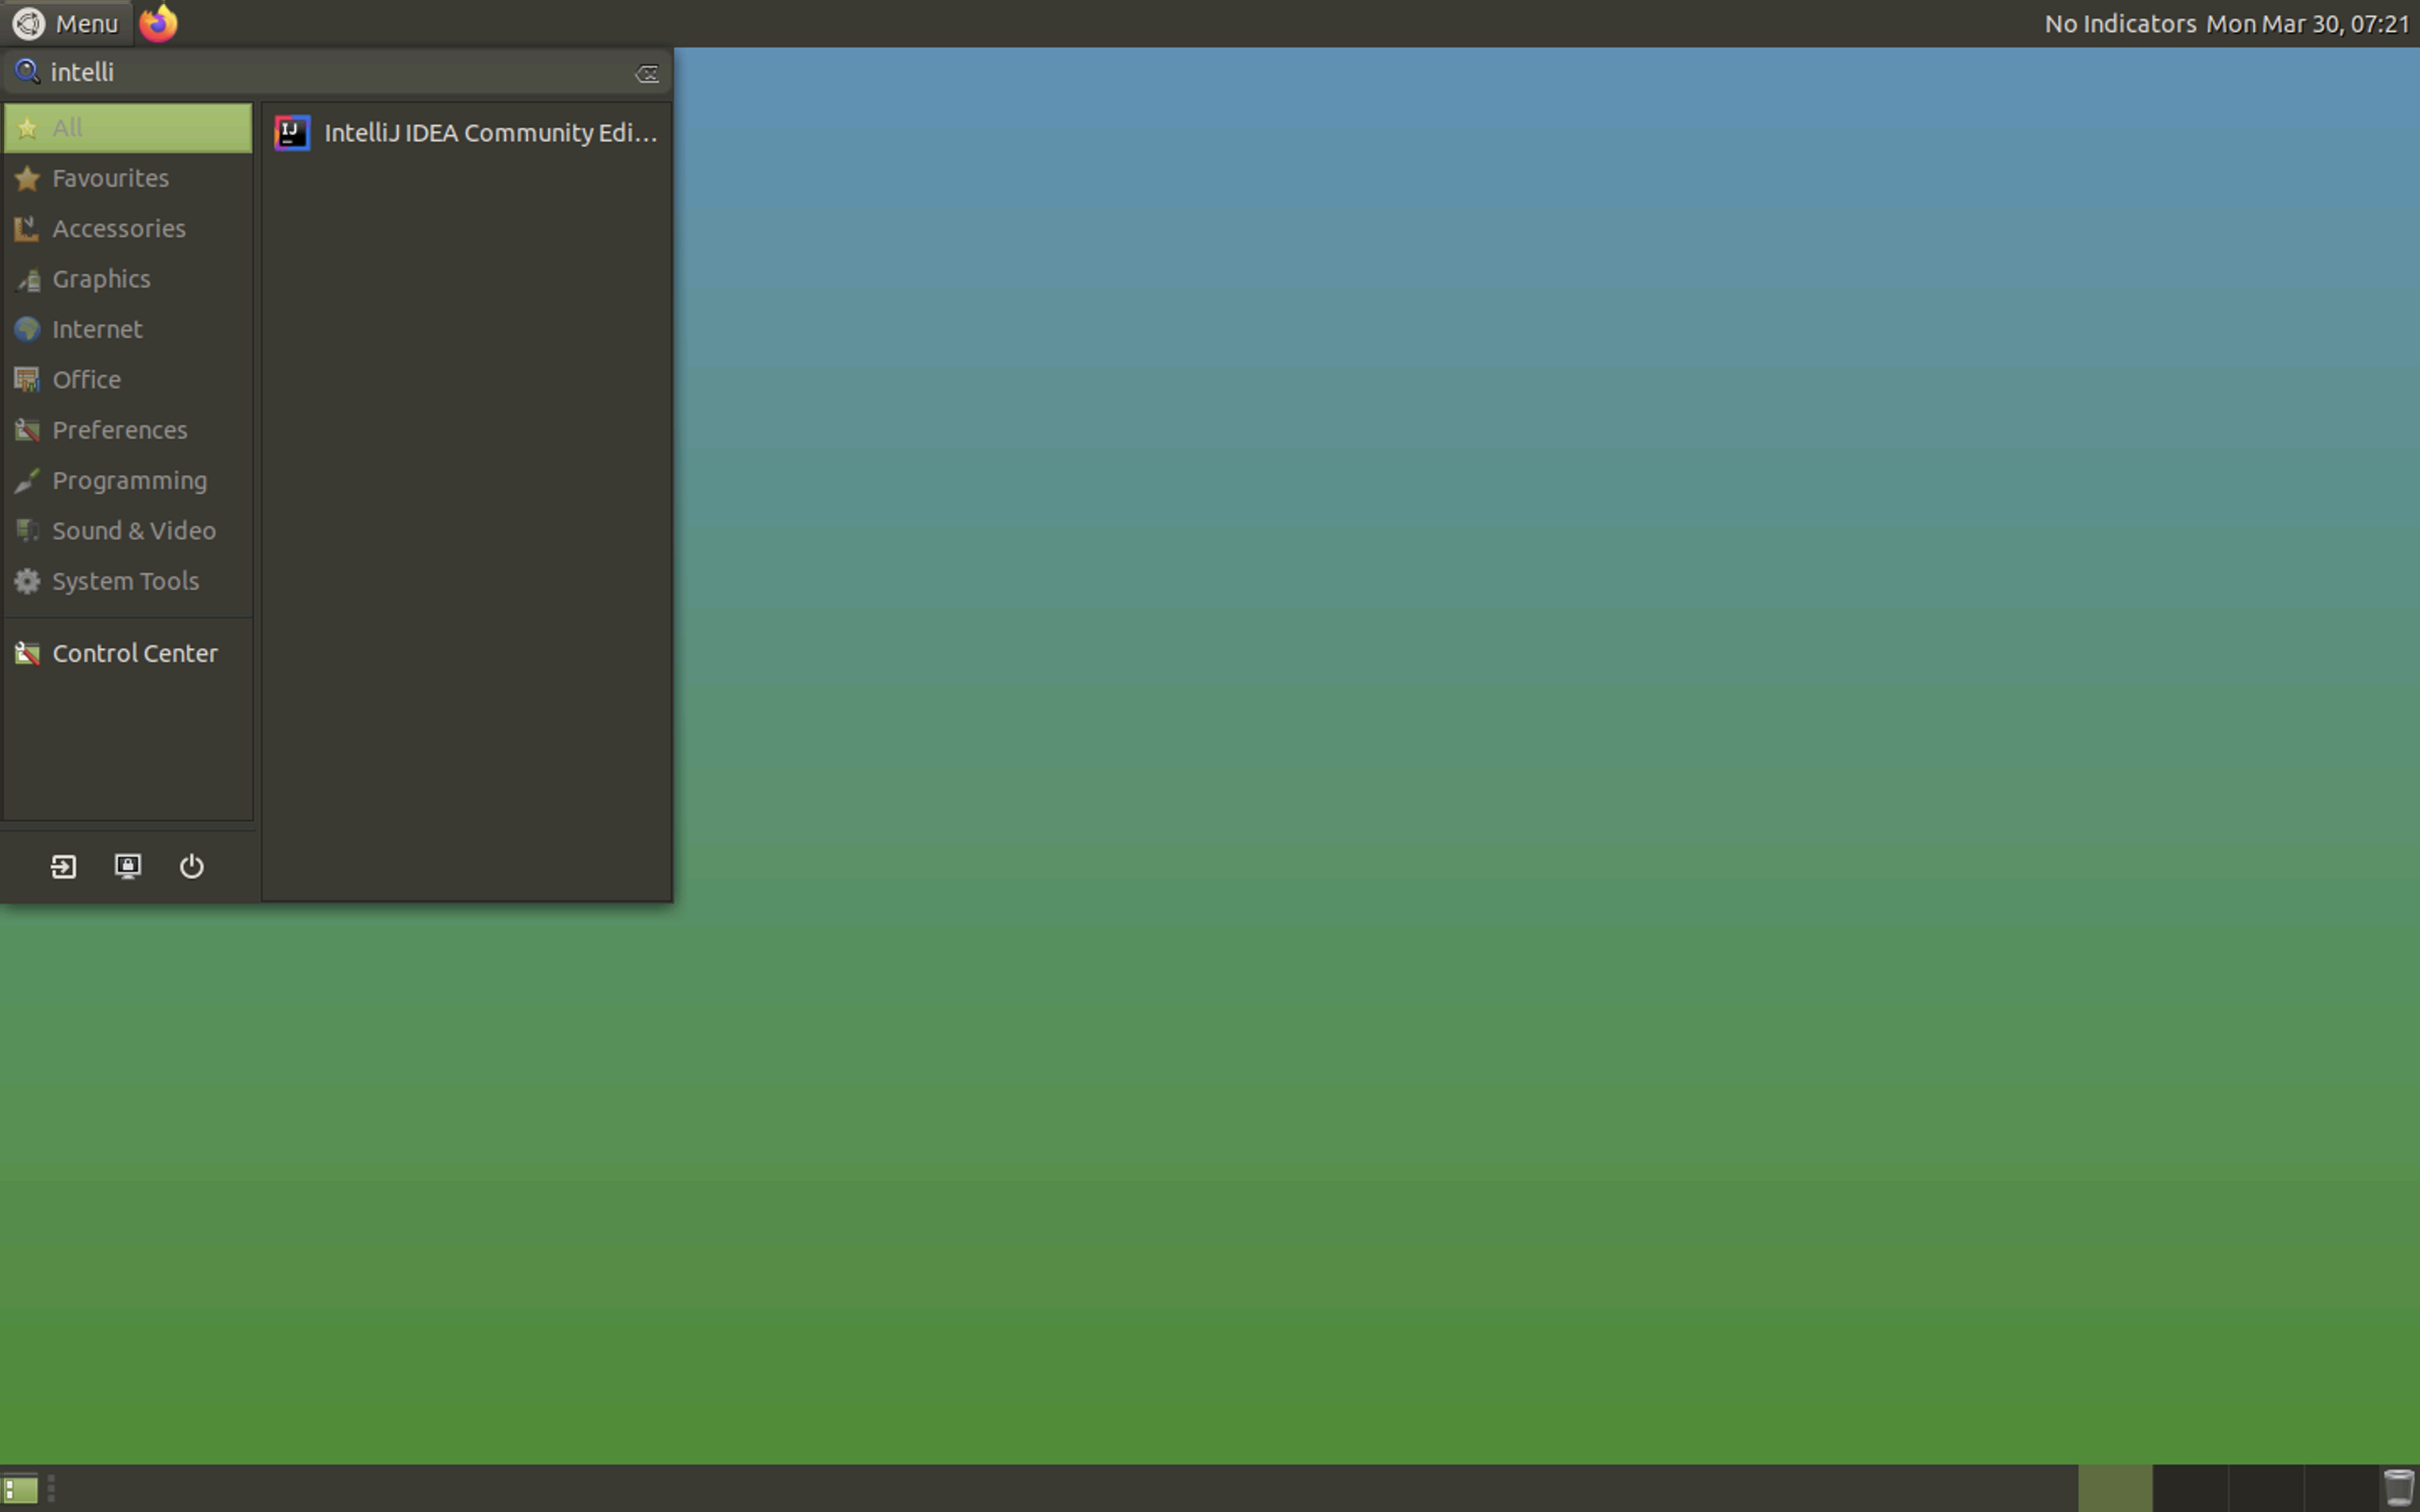 Menu
No Indicators Mon Mar 30, 07:21
intelli
All
Favourites
Accessories
Graphics
Internet
Office
Preferences
Programming
Sound & Video
System Tools
Control Center
IJ
IntelliJ IDEA Community Edi...